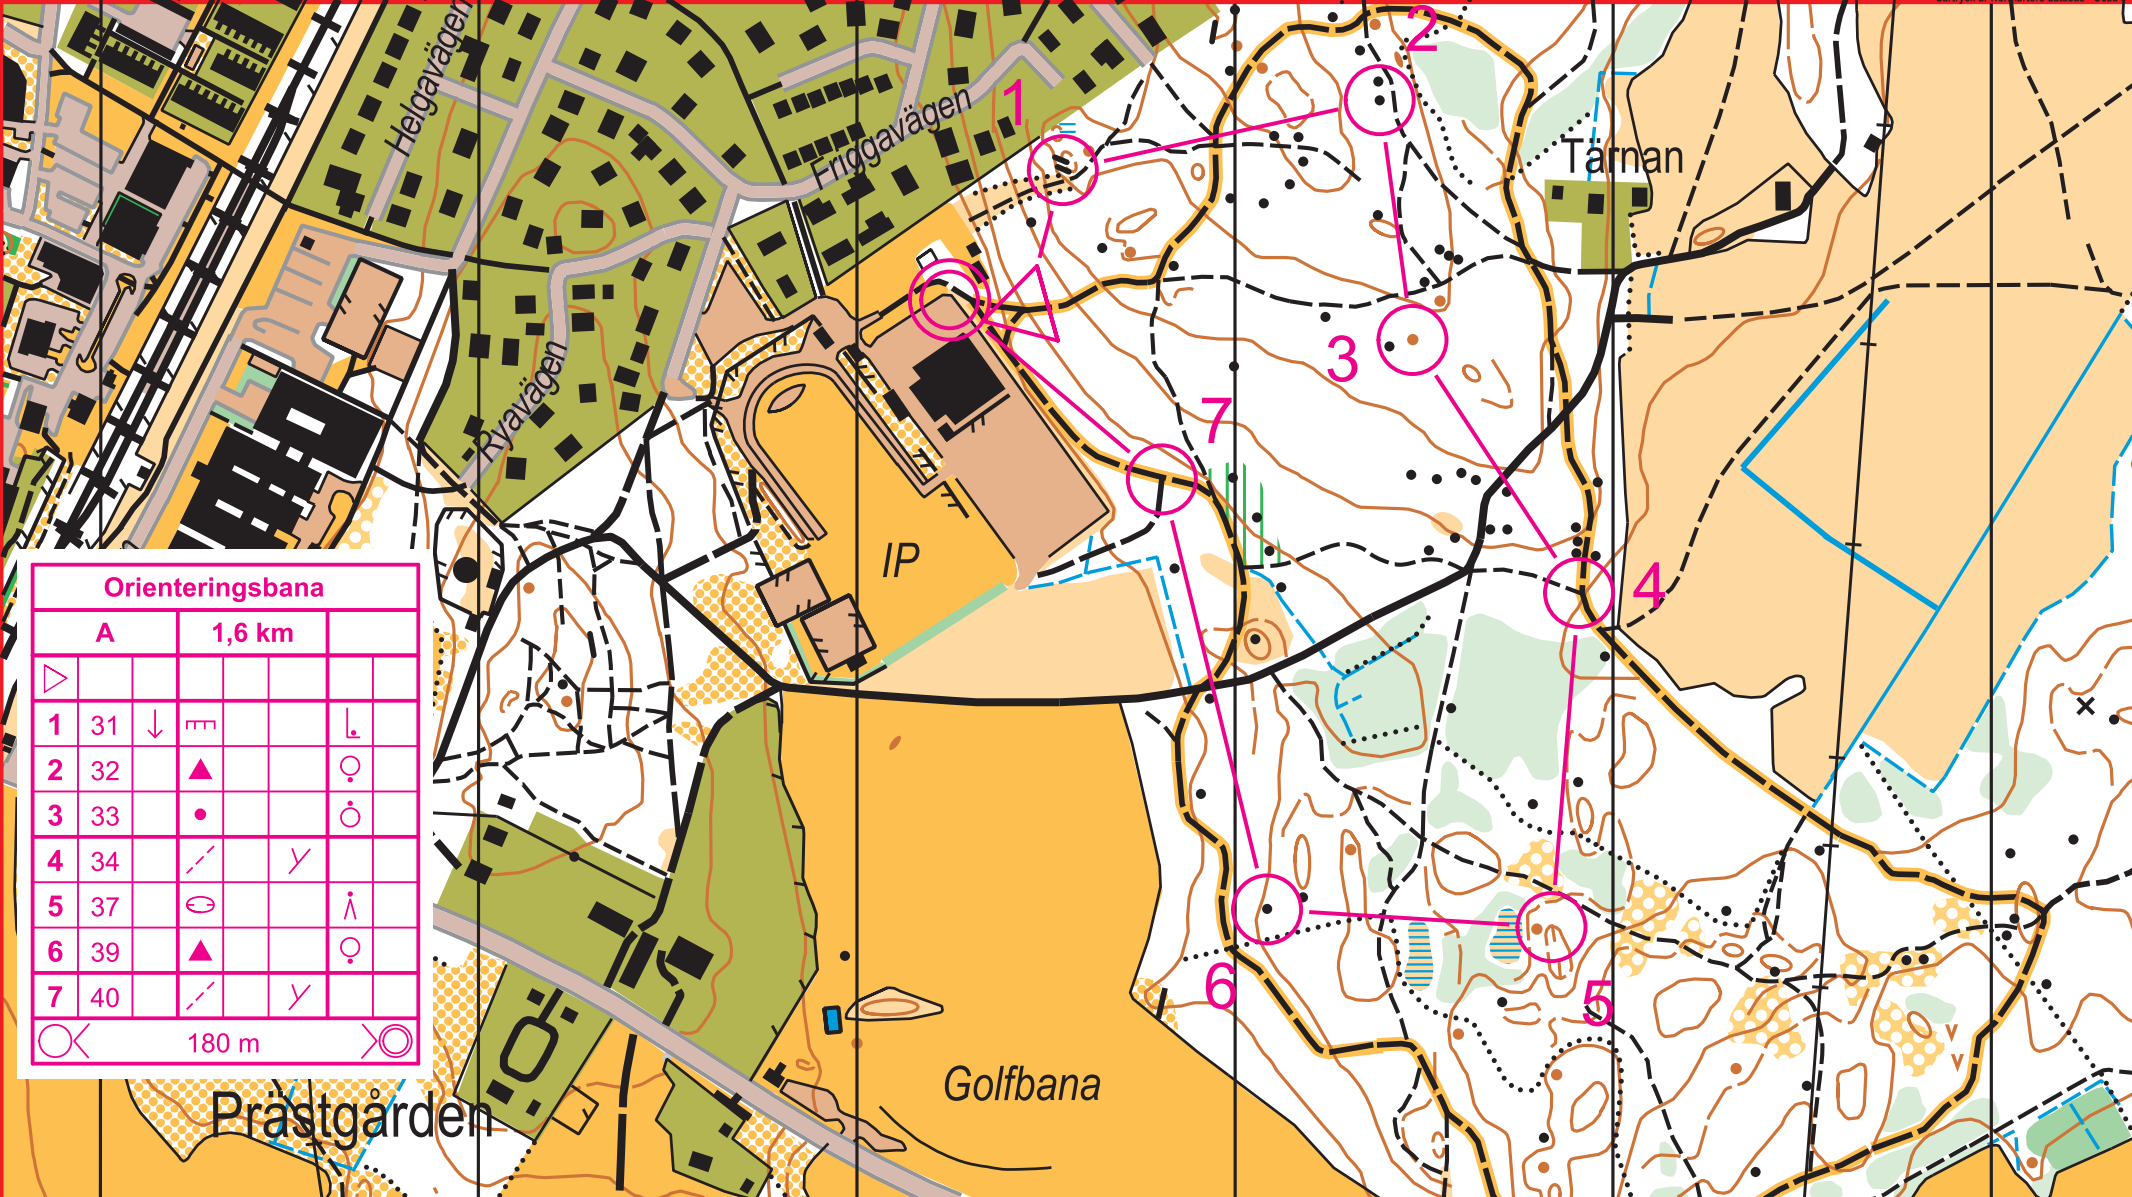 2
Helgavägen
1
Friggavägen
Tärnan
3
Ryavägen
7
IP
4
Orienteringsbana
A 1,6 km
1 31
2 32
3 33
4 34
5 37
6 39
7 40
180 m
6
5
Golfbana
Prästgården